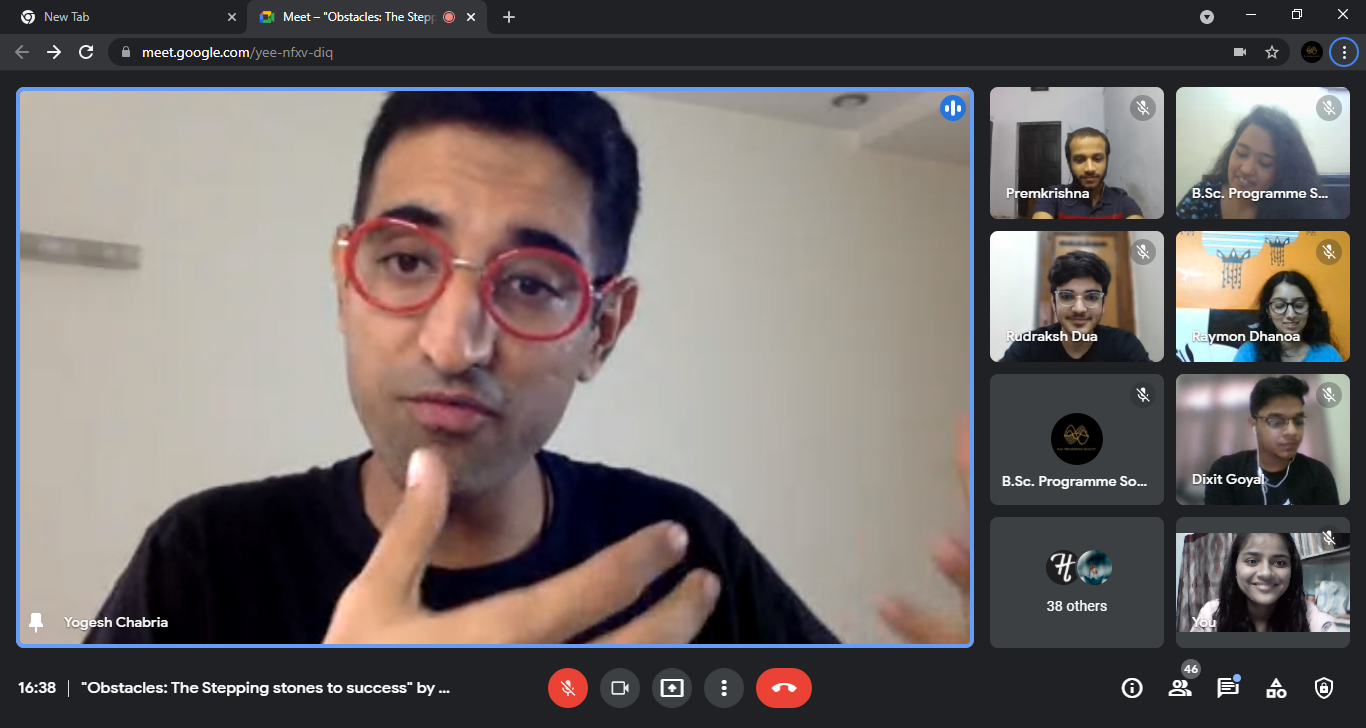 New Tab
Meet – "Obstacles: The Stepp
meet.google.com/yee-nfxv-diq
Yogesh Chabria
Premkrishna
B.Sc. Programme S...
Rudraksh Dua
Raymon Dhanoa
B.Sc. Programme So...
Dixit Goyal
H
38 others
You
16:38
"Obstacles: The Stepping stones to success" by ...
46